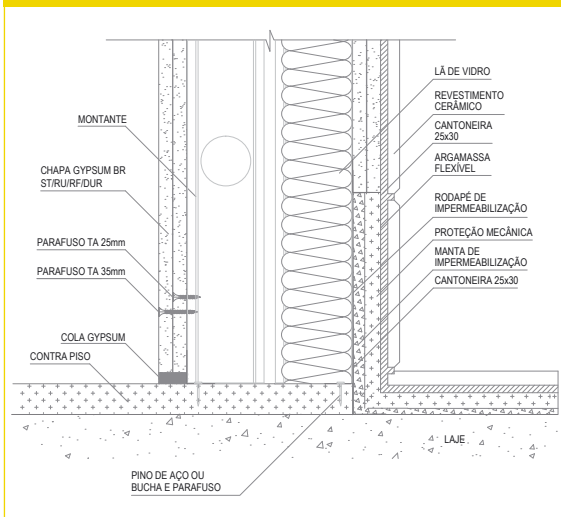 MONTANTE
CHAPA GYPSUM BR
ST/RU/RF/DUR
PARAFUSO TA 25mm
PARAFUSO TA 35mm
COLA GYPSUM
CONTRA PISO
PINO DE AÇO OU
BUCHA E PARAFUSO
LÃ DE VIDRO
REVESTIMENTO
CERÂMICO
CANTONEIRA
25x30
ARGAMASSA
FLEXÍVEL
RODAPÉ DE
IMPERMEABILIZAÇÃO
PROTEÇÃO MECÂNICA
MANTA DE
IMPERMEABILIZAÇÃO
CANTONEIRA 25x30
LAJE